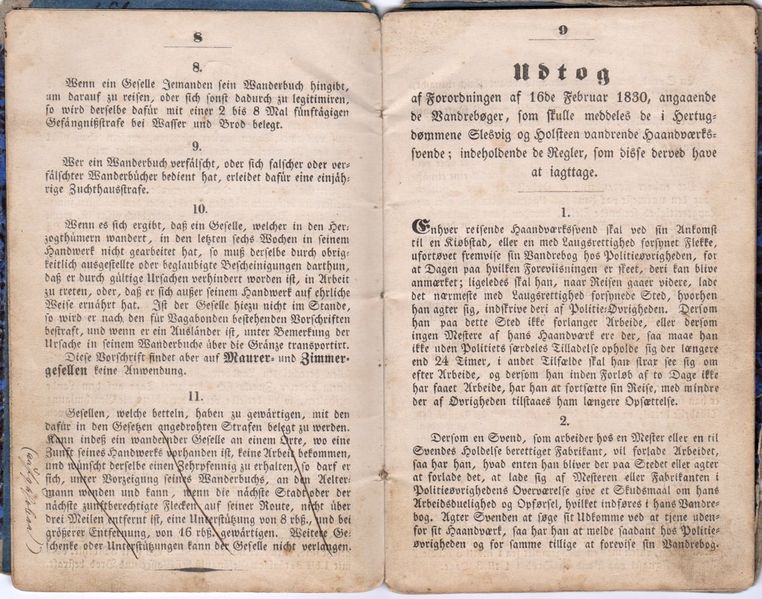 8
8.
Wenn ein Geselle Jemanden sein Wanderbuch hingibt,
um darauf zu reisen, oder sich sonst dadurch zu legitimiren,
so wird derselbe dafür mit einer 2 bis 8 Mal fünftägigen
Gefängnißstrafe bei Wasser und Brod belegt.
9.
Wer ein Wanderbuch verfälscht, oder sich falscher oder ver-
fälschter Wanderbücher bedient hat, erleidet dafür eine einjäh-
rige Zuchthausstrafe.
10.
Wenn es sich ergibt, daß ein Geselle, welcher in den Her-
zogthümern wandert, in den letzten sechs Wochen in seinem
Handwerk nicht gearbeitet hat, so muß derselbe durch obrig-
keitlich ausgestellte oder beglaubigte Bescheinigungen darthun,
daß er durch gültige Ursachen verhindert worden ist, in Arbeit
zu treten, oder, daß er sich außer seinem Handwerk auf ehrliche
Weise ernährt hat. Ist der Geselle hiezu nicht im Stande,
so wird er nach den für Vagabonden bestehenden Vorschriften
bestraft, und wenn er ein Ausländer ist, unter Bemerkung der
Ursache in seinem Wanderbuche über die Gränze transportirt.
Diese Vorschrift findet aber auf Maurer- und Zimmer-
gesellen keine Anwendung.
11.
Gesellen, welche betteln, haben zu gewärtigen, mit den
dafür in den Gesetzen angedrohten Strafen belegt zu werden.
Kann indeß ein wandernder Geselle an einem Orte, wo eine
Zunft seines Handwerks vorhanden ist, keine Arbeit bekommen,
und wünscht derselbe einen Zehrpfennig zu erhalten, so darf er
sich, unter Vorzeigung seines Wanderbuchs, an den Aelter-
mann wenden und kann, wenn die nächste Stadt oder der
nächste zunftberechtigte Flecken auf seiner Route, nicht über
drei Meilen entfernt ist, eine Unterstützung von 8 rbß., und bei
größerer Entfernung, von 16 rbß. gewärtigen. Weitere Ge-
schenke oder Unterstützungen kann der Geselle nicht verlangen.
9
Udtog
af Forordningen af 16de Februar 1830, angaaende
de Vandrebøger, som skulle meddeles de i Hertug-
dømmene Slesvig og Holsteen vandrende Haandværks-
svende; indeholdende de Regler, som disse derved have
at iagttage.
1.
Enhver reisende Haandværkssvend skal ved sin Ankomst
til en Kiøbstad, eller en med Laugsrettighed forsynet Flekke,
ufortøvet fremvise sin Vandrebog hos Politieøvrigheden, for
at Dagen paa hvilken Foreviisningen er skeet, deri kan blive
anmærket; ligeledes skal han, naar Reisen gaaer videre, lade
det nærmeste med Laugsrettighed forsynede Sted, hvorhen
han agter sig, indskrive deri af Politie-Øvrigheden. Dersom
han paa dette Sted ikke forlanger Arbeide, eller dersom
ingen Mestere af hans Haandværk ere der, saa maae han
ikke uden Politiets særdeles Tilladelse opholde sig der længere
end 24 Timer, i andet Tilfælde skal han strax see sig om
efter Arbeide, og dersom han inden Forløb af to Dage ikke
har faaet Arbeide, har han at fortsætte sin Reise, med mindre
der af Øvrigheden tilstaaes ham længere Opsættelse.
2.
Dersom en Svend, som arbeider hos en Mester eller en til
Svendes Holdelse berettiget Fabrikant, vil forlade Arbeidet,
saa har han, hvad enten han bliver der paa Stedet eller agter
at forlade det, at lade sig af Mesteren eller Fabrikanten i
Politieøvrighedens Overværelse give et Skudsmaal om hans
Arbeidsduelighed og Opførsel, hvilket indføres i hans Vandre-
bog. Agter Svenden at søge sit Udkomme ved at tjene uden-
for sit Haandværk, saa har han at melde saadant hos Politie-
øvrigheden og for samme tillige at forevise sin Vandrebog.